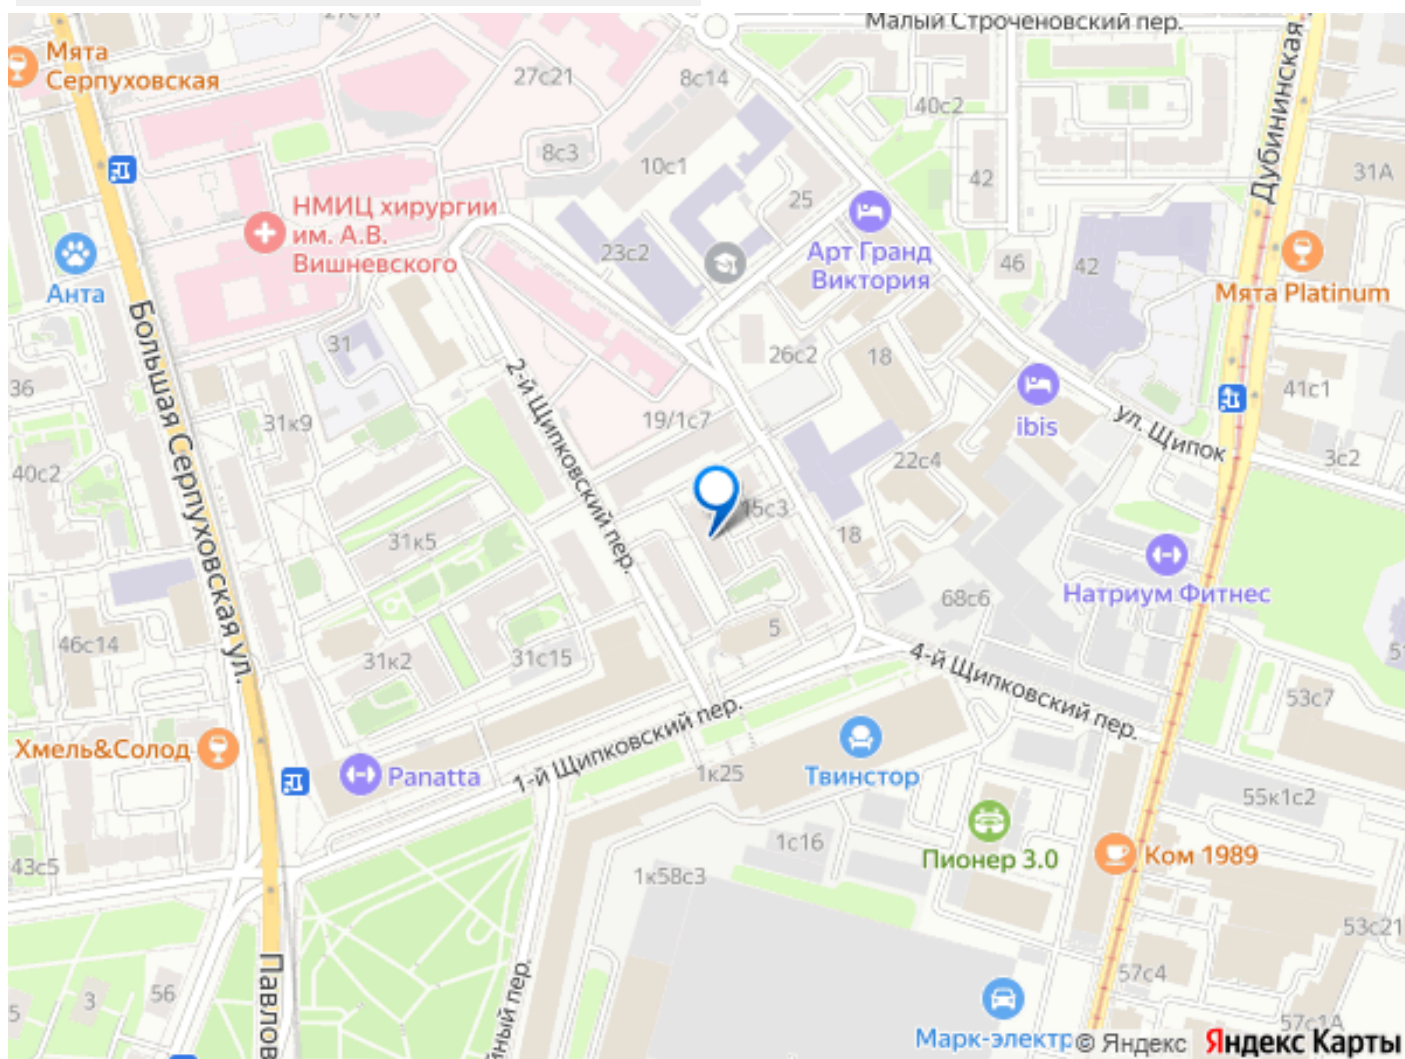 Малый Строченовский пер.
Мята
Серпуховская
27с21
8с14
40с2
Дубининская
8с3
10с1
42
31А
25
НМИЦ хирургии
им. А.В.
Вишневского
23с2
Арт Гранд
Виктория
46
42
Анта
Мята Platinum
Большая Серпуховская ул.
31
2-й Щипковский пер.
26с2
18
36
41с1
31к9
19/1с7
ibis
ул. Щипок
40с2
22с4
3с2
15с3
31к5
18
Натриум Фитнес
68с6
46с14
5
31к2
31с15
4-й Щипковский пер.
53с7
Хмель&Солод
Panatta
1-й Щипковский пер.
1к25
Твинстор
55к1с2
1с16
Пионер 3.0
Ком 1989
43с5
1к58с3
53с21
Павлов
йный пер.
57с4
56
3
5
57с1А
Марк-электр
© Яндекс
Яндекс Карты